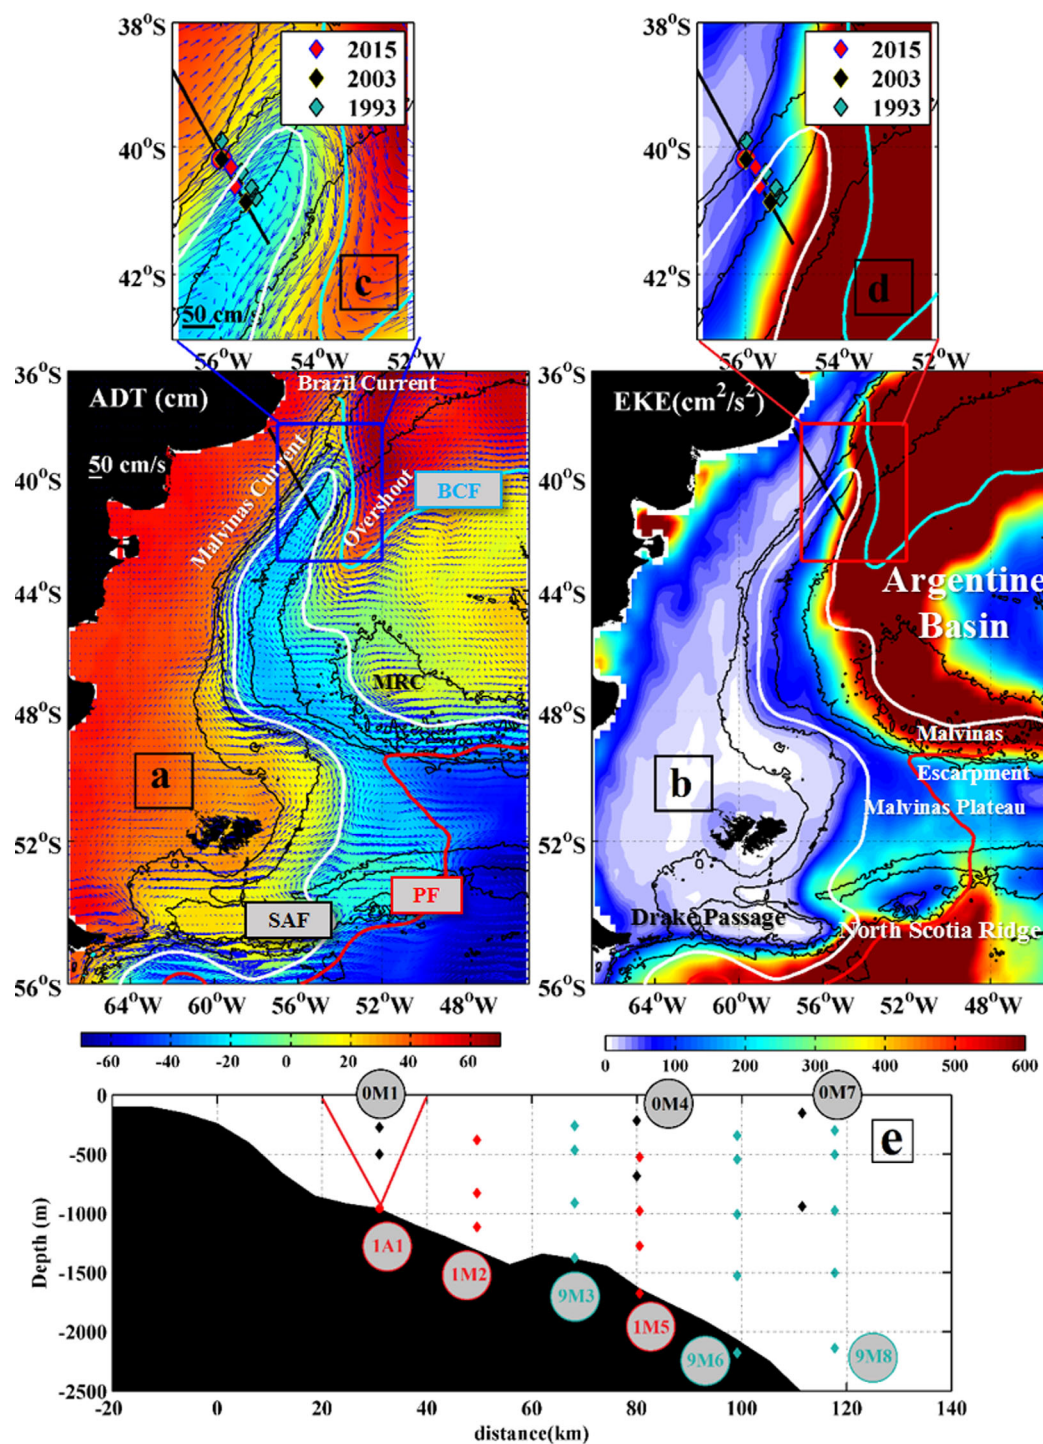 38°S
2015
2003
1993
40°S
42°S
50 cm/s
c
56°W
54°W
52°W
38°S
2015
2003
1993
40°S
42°S
d
56°W
54°W
52°W
36°S
ADT (cm)
Brazil Current
50 cm/s
Malvinas Current
Overshoot
BCF
40°S
44°S
MRC
48°S
a
52°S
PF
SAF
56°S
64°W
60°W
56°W
52°W
48°W
36°S
EKE(cm²/s²)
40°S
Argentine
Basin
44°S
48°S
Malvinas
Escarpment
b
Malvinas Plateau
52°S
Drake Passage
North Scotia Ridge
56°S
64°W
60°W
56°W
52°W
48°W
-60
-40
-20
0
20
40
60
0
100
200
300
400
500
600
0M1
0M4
0M7
e
1A1
1M2
9M3
1M5
9M6
9M8
Depth (m)
0
-500
-1000
-1500
-2000
-2500
-20
0
20
40
60
80
100
120
140
distance(km)